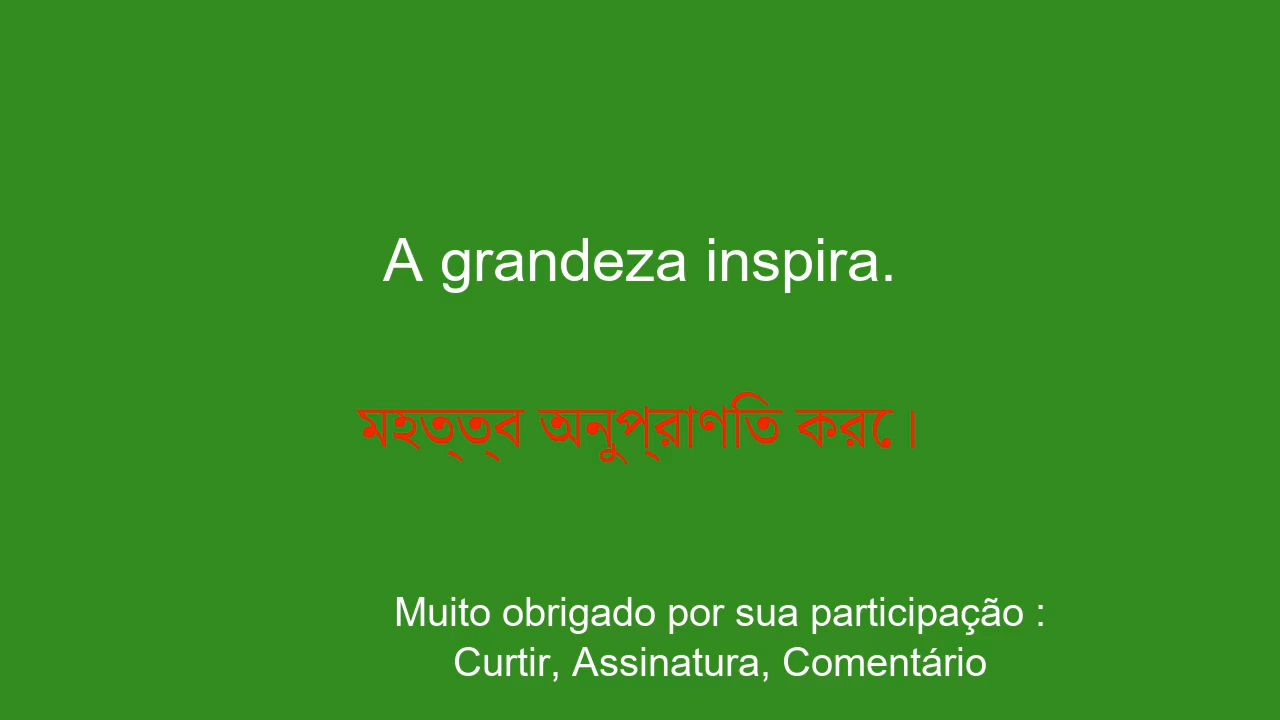 A grandeza inspira.
মহত্ত্ব অনুপ্রাণিত করে।
Muito obrigado por sua participação :
Curtir, Assinatura, Comentário